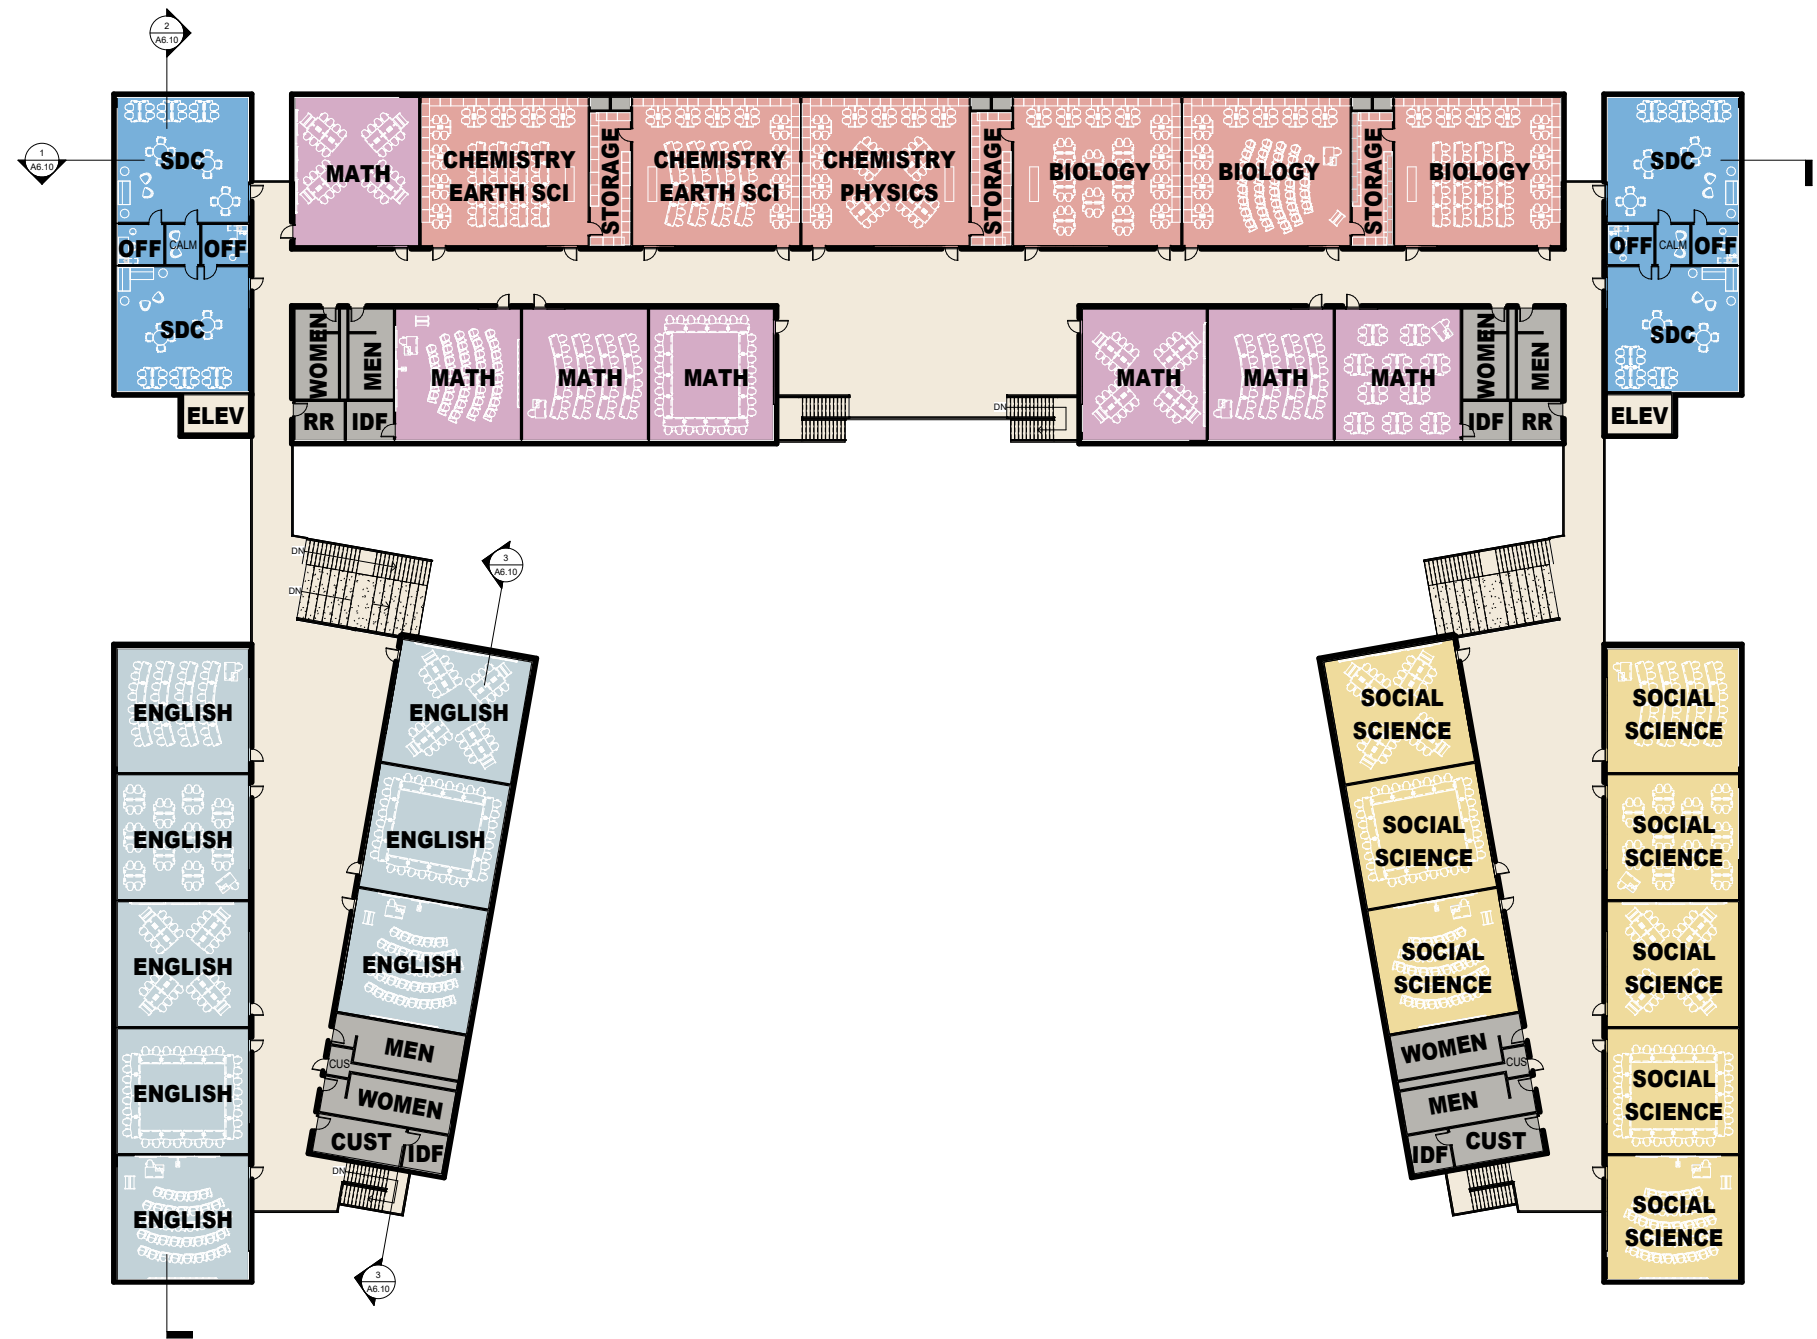 2
A6.10
1
A6.10
SDC
OFF
CALM
OFF
SDC
ELEV
MATH
CHEMISTRY
EARTH SCI
STORAGE
CHEMISTRY
EARTH SCI
CHEMISTRY
PHYSICS
STORAGE
BIOLOGY
BIOLOGY
STORAGE
BIOLOGY
SDC
OFF
CALM
OFF
SDC
ELEV
WOMEN
MEN
RR
IDF
MATH
MATH
MATH
DN
MATH
MATH
MATH
WOMEN
MEN
IDF
RR
DN
DN
3
A6.10
ENGLISH
ENGLISH
ENGLISH
ENGLISH
ENGLISH
ENGLISH
ENGLISH
ENGLISH
MEN
CUS
WOMEN
CUST
IDF
DN
3
A6.10
SOCIAL
SCIENCE
SOCIAL
SCIENCE
SOCIAL
SCIENCE
WOMEN
CUS
MEN
IDF
CUST
SOCIAL
SCIENCE
SOCIAL
SCIENCE
SOCIAL
SCIENCE
SOCIAL
SCIENCE
SOCIAL
SCIENCE